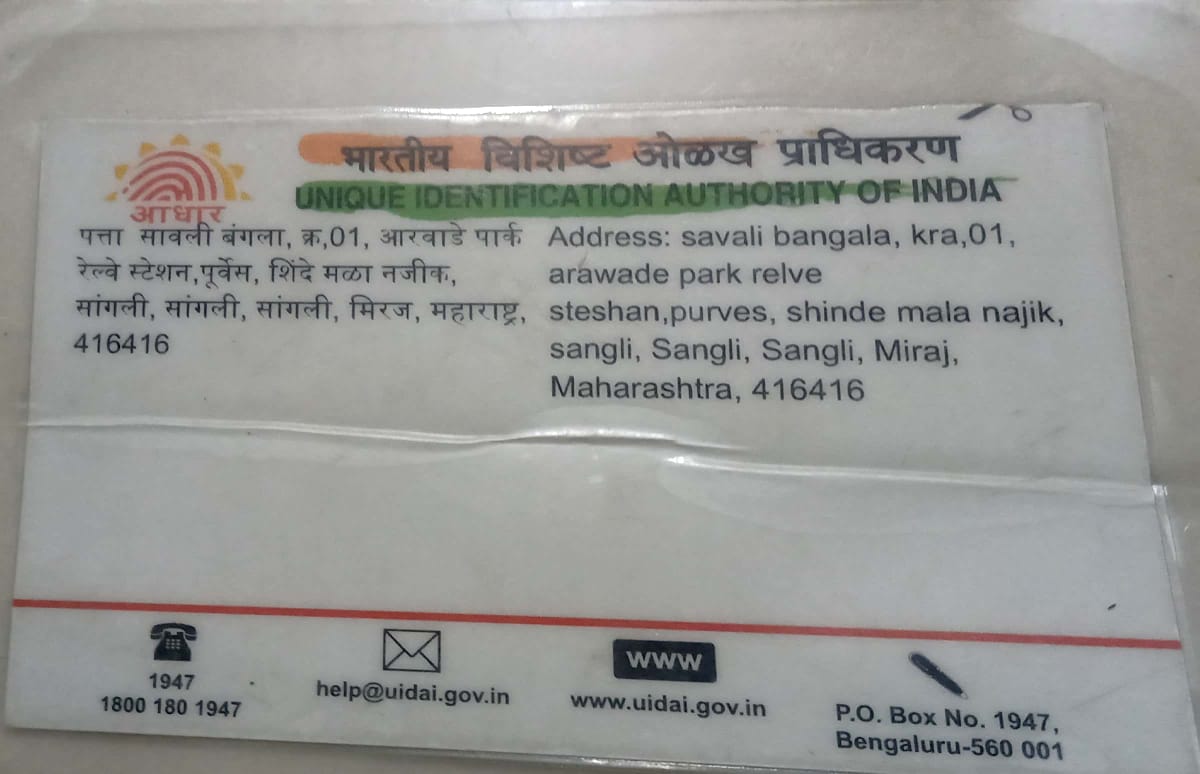 भारतीय विशिष्ट ओळख प्राधिकरण
UNIQUE IDENTIFICATION AUTHORITY OF INDIA
आधार
पत्ता सावली बंगला, क्र,01, आरवाडे पार्क
रेल्वे स्टेशन,पूर्वेस, शिंदे मळा नजीक,
सांगली, सांगली, सांगली, मिरज, महाराष्ट्र,
416416
Address: savali bangala, kra,01,
arawade park relve
steshan,purves, shinde mala najik,
sangli, Sangli, Sangli, Miraj,
Maharashtra, 416416
1947
1800 180 1947
help@uidai.gov.in
www
www.uidai.gov.in
P.O. Box No. 1947,
Bengaluru-560 001